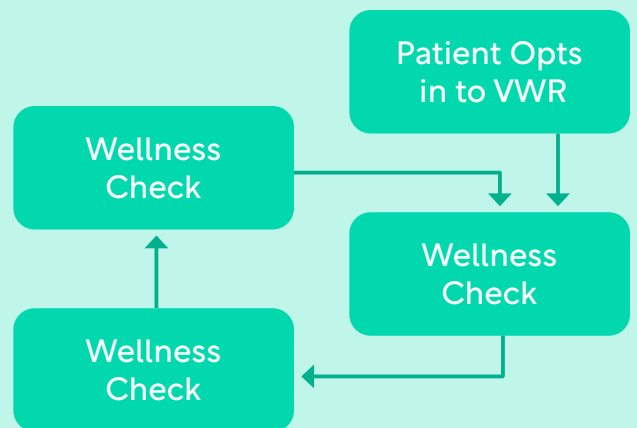 Patient Opts
in to VWR
Wellness
Check
Wellness
Check
Wellness
Check